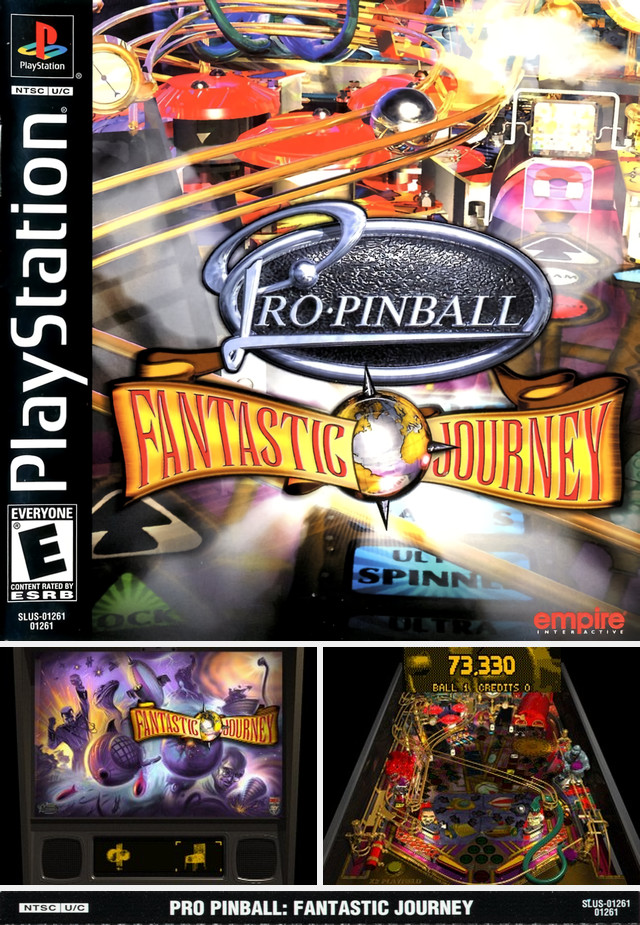 PlayStation
®
NTSC U/C
PlayStation®
PRO·PINBALL
FANTASTIC JOURNEY
SPINN
ULTRA
EVERYONE
E
®
CONTENT RATED BY
ESRB
SLUS-01261
01261
empire
INTERACTIVE
FANTASTIC JOURNEY
73,330
BALL 1 CREDITS 0
NTSC U/C
PRO PINBALL: FANTASTIC JOURNEY
SLUS-01261
01261